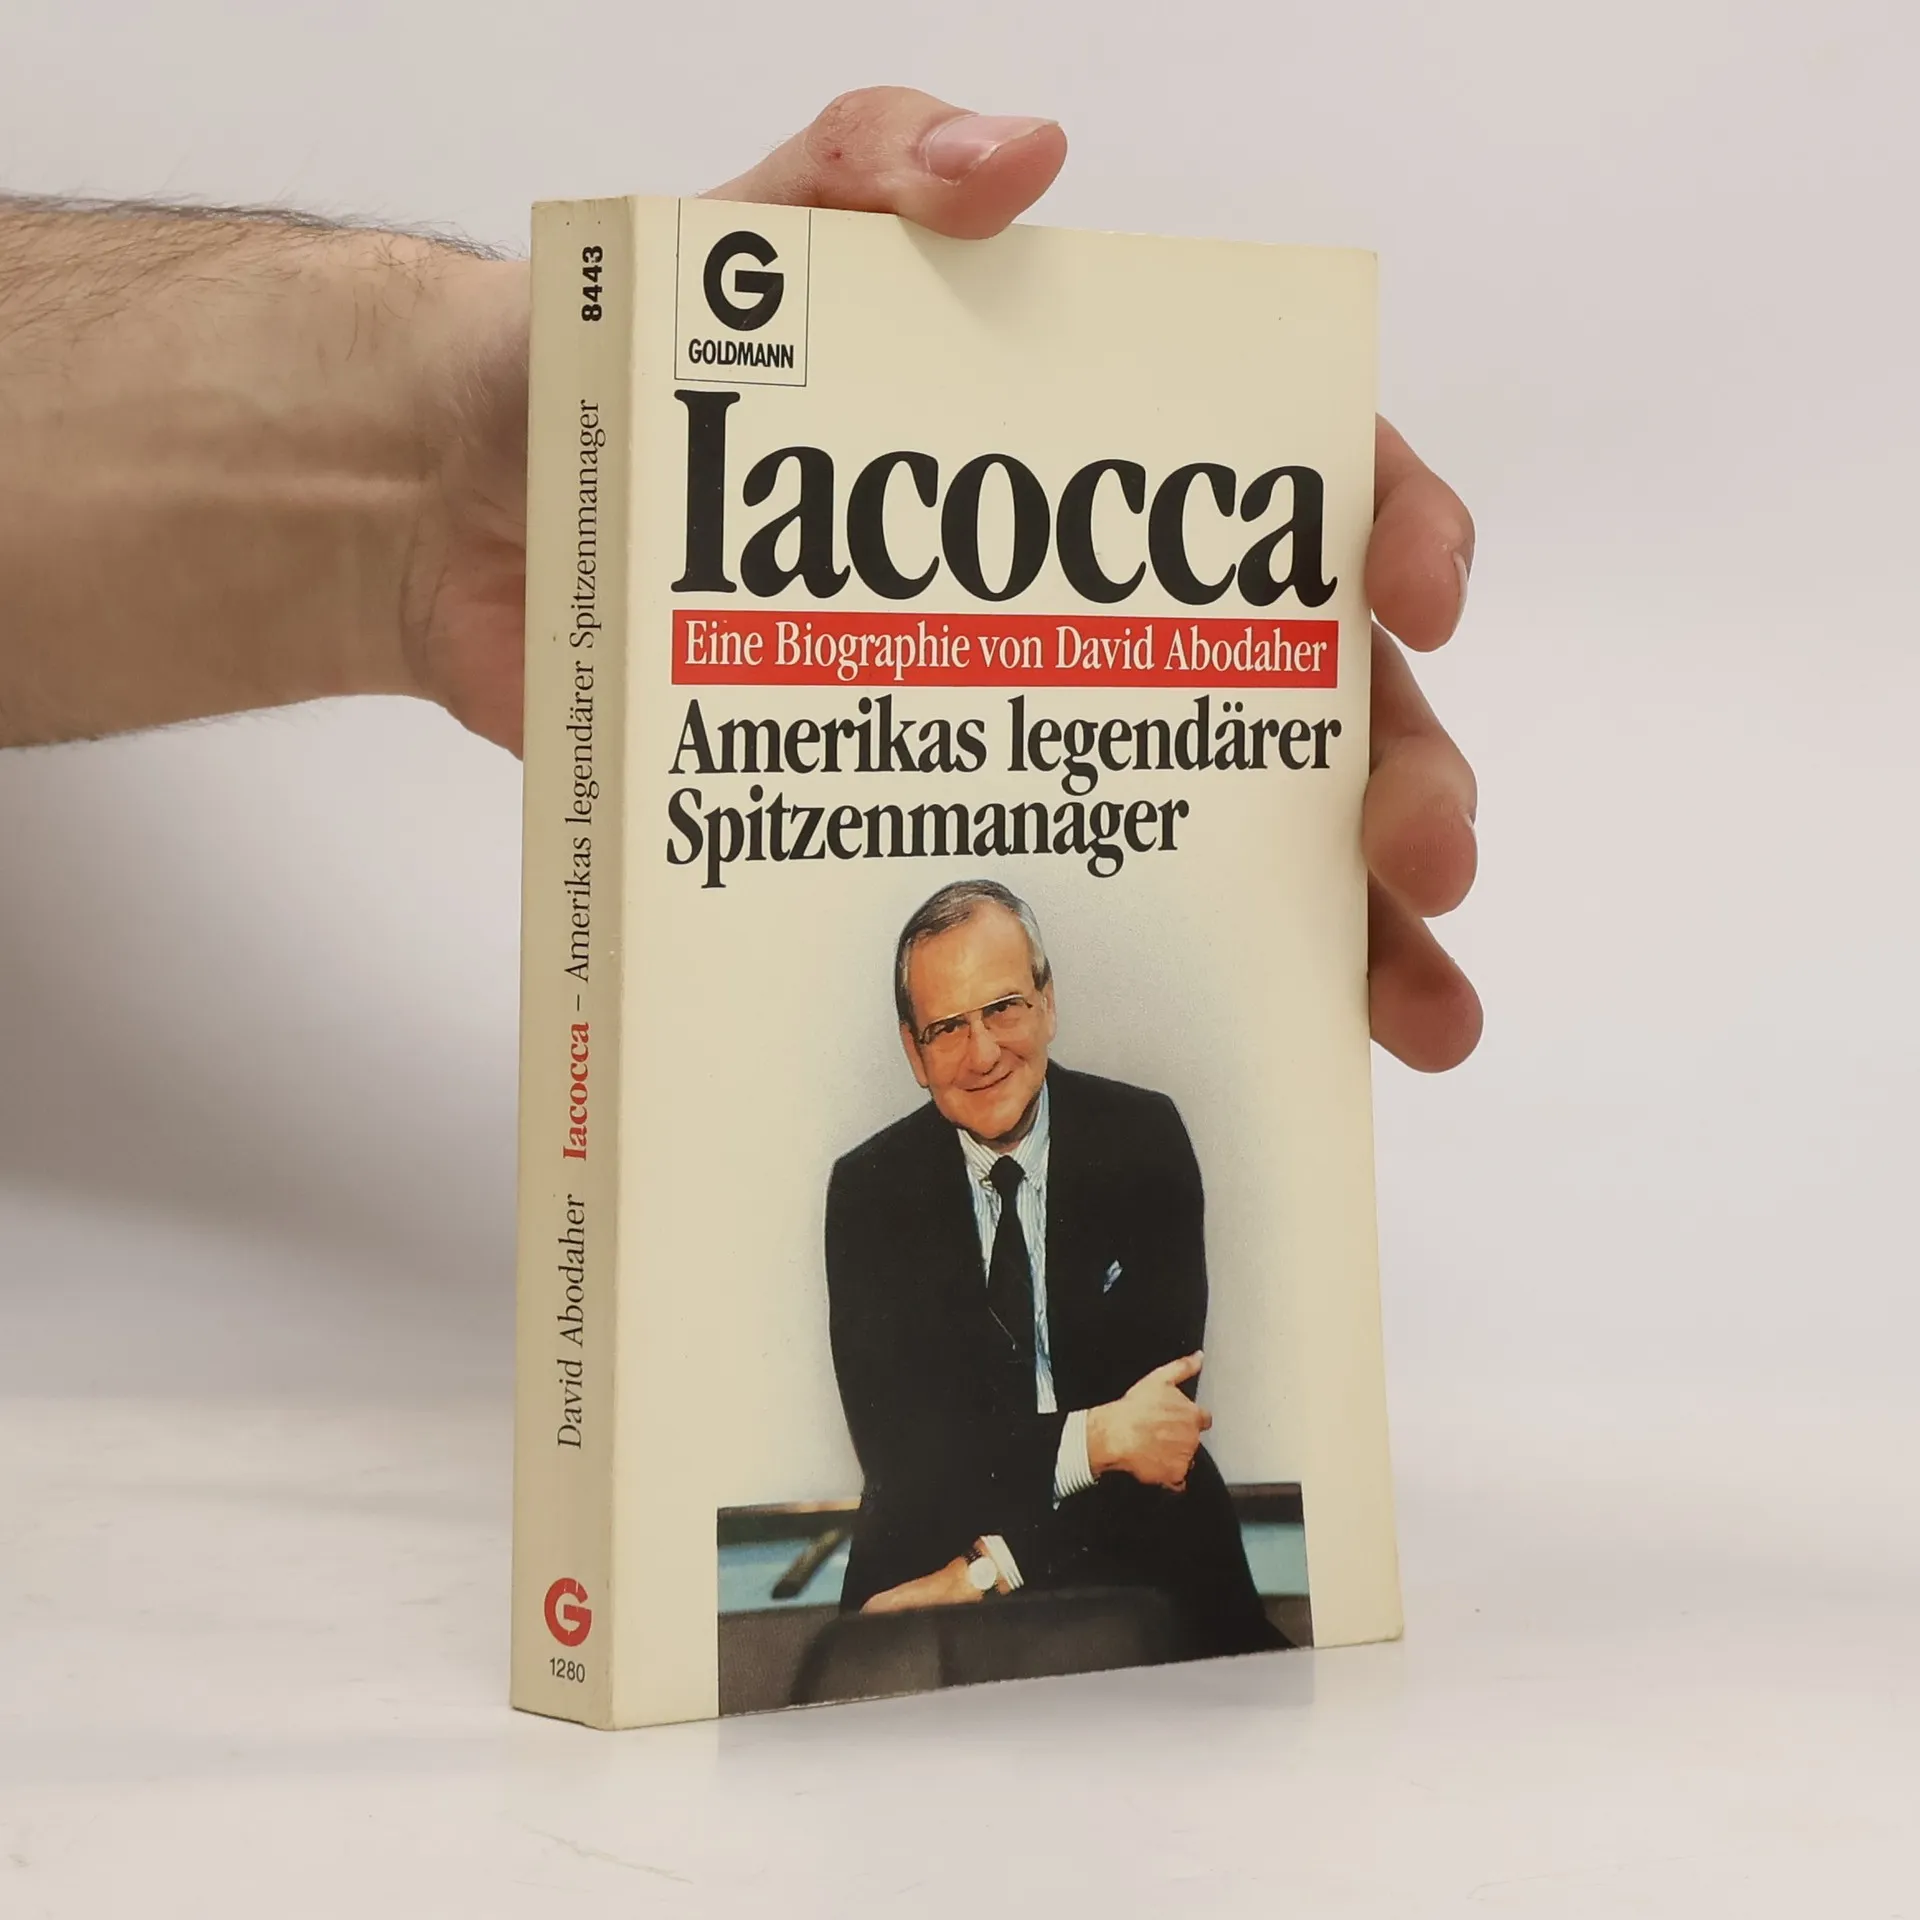 8443
David Abodaher Iacocca – Amerikas legendärer Spitzenmanager
G
1280
G
GOLDMANN
Iacocca
Eine Biographie von David Abodaher
Amerikas legendärer
Spitzenmanager